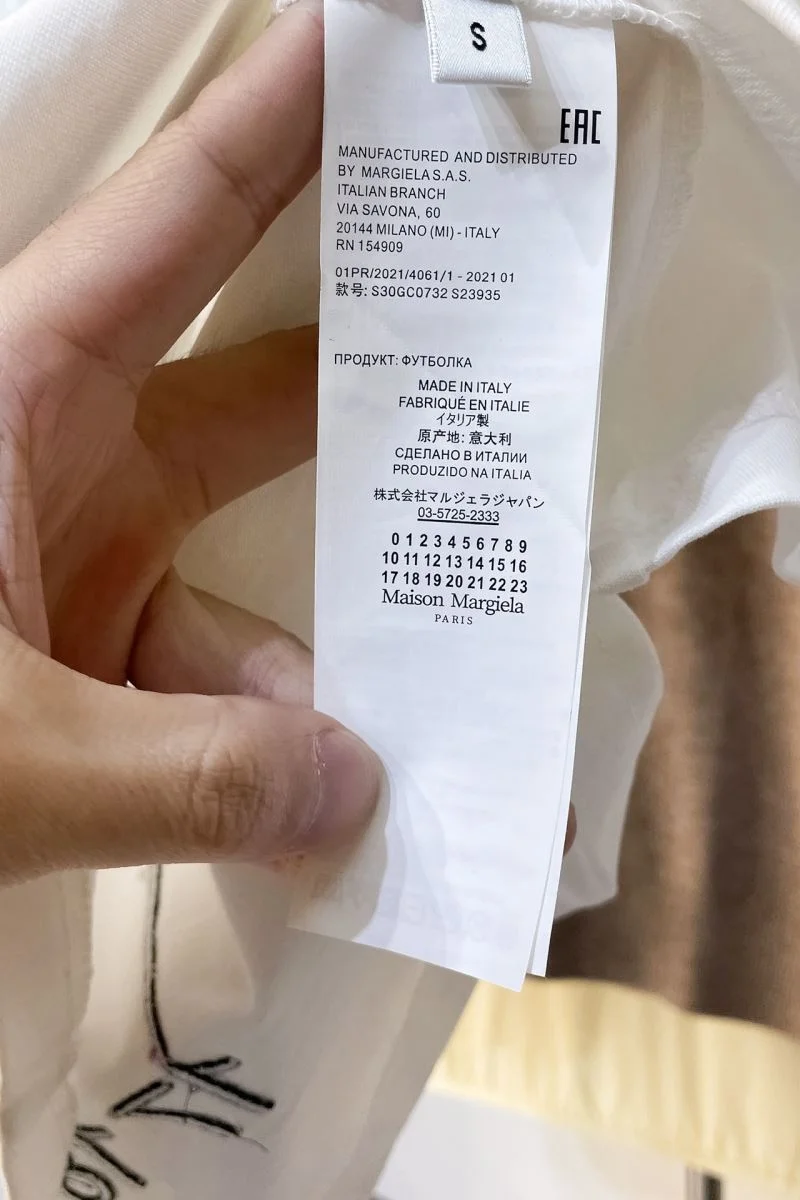 S
EAC
MANUFACTURED AND DISTRIBUTED
BY MARGIELA S.A.S.
ITALIAN BRANCH
VIA SAVONA, 60
20144 MILANO (MI) - ITALY
RN 154909
01PR/2021/4061/1 - 2021 01
款号: S30GC0732 S23935
ПРОДУКТ: ФУТБОЛКА
MADE IN ITALY
FABRIQUÉ EN ITALIE
イタリア製
原产地: 意大利
СДЕЛАНО В ИТАЛИИ
PRODUZIDO NA ITALIA
株式会社マルジェラジャパン
03-5725-2333
0 1 2 3 4 5 6 7 8 9
10 11 12 13 14 15 16
17 18 19 20 21 22 23
Maison Margiela
PARIS